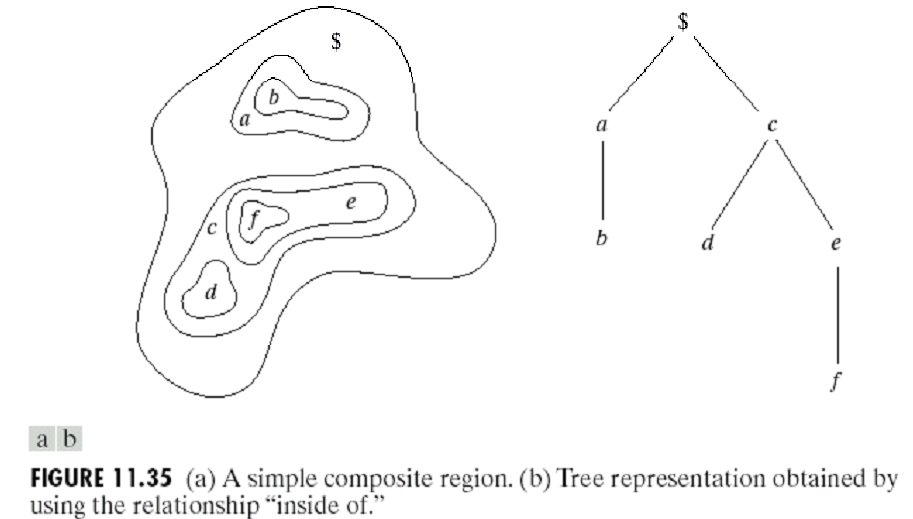 $
b
a
e
c
f
d
$
a
c
b
d
e
f
a b
FIGURE 11.35 (a) A simple composite region. (b) Tree representation obtained by
using the relationship “inside of.”